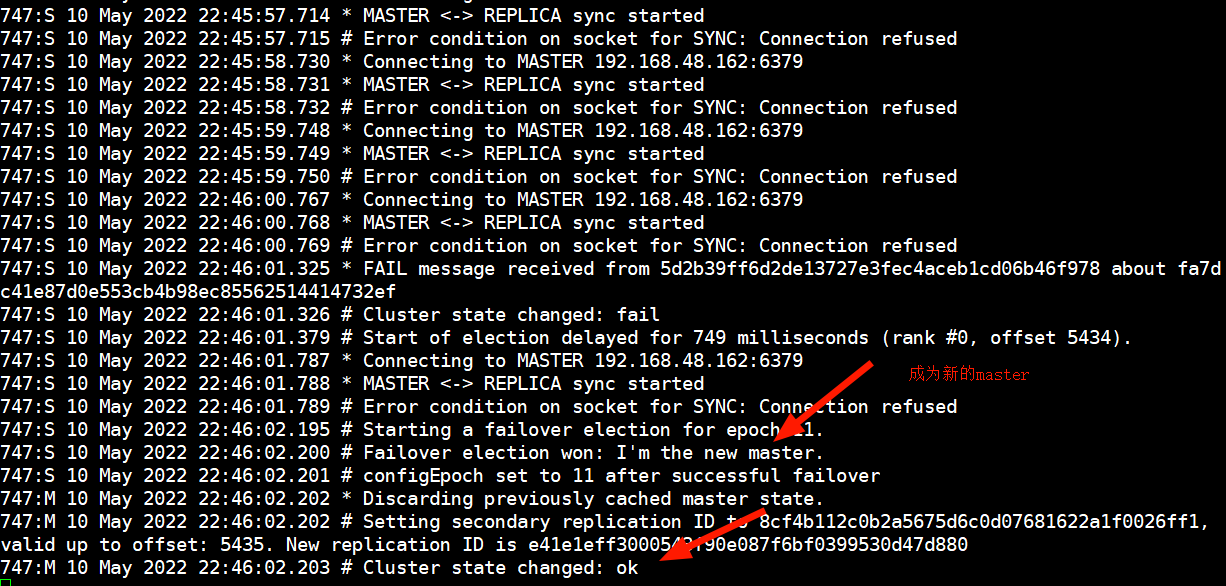 747:S 10 May 2022 22:45:57.714 * MASTER <-> REPLICA sync started
747:S 10 May 2022 22:45:57.715 # Error condition on socket for SYNC: Connection refused
747:S 10 May 2022 22:45:58.730 * Connecting to MASTER 192.168.48.162:6379
747:S 10 May 2022 22:45:58.731 * MASTER <-> REPLICA sync started
747:S 10 May 2022 22:45:58.732 # Error condition on socket for SYNC: Connection refused
747:S 10 May 2022 22:45:59.748 * Connecting to MASTER 192.168.48.162:6379
747:S 10 May 2022 22:45:59.749 * MASTER <-> REPLICA sync started
747:S 10 May 2022 22:45:59.750 # Error condition on socket for SYNC: Connection refused
747:S 10 May 2022 22:46:00.767 * Connecting to MASTER 192.168.48.162:6379
747:S 10 May 2022 22:46:00.768 * MASTER <-> REPLICA sync started
747:S 10 May 2022 22:46:00.769 # Error condition on socket for SYNC: Connection refused
747:S 10 May 2022 22:46:01.325 * FAIL message received from 5d2b39ff6d2de13727e3fec4aceb1cd06b46f978 about fa7d
c41e87d0e553cb4b98ec85562514414732ef
747:S 10 May 2022 22:46:01.326 # Cluster state changed: fail
747:S 10 May 2022 22:46:01.379 # Start of election delayed for 749 milliseconds (rank #0, offset 5434).
747:S 10 May 2022 22:46:01.787 * Connecting to MASTER 192.168.48.162:6379
成为新的master
747:S 10 May 2022 22:46:01.788 * MASTER <-> REPLICA sync started
747:S 10 May 2022 22:46:01.789 # Error condition on socket for SYNC: Connection refused
747:S 10 May 2022 22:46:02.195 # Starting a failover election for epoch 11.
747:S 10 May 2022 22:46:02.200 # Failover election won: I'm the new master.
747:S 10 May 2022 22:46:02.201 # configEpoch set to 11 after successful failover
747:M 10 May 2022 22:46:02.202 * Discarding previously cached master state.
747:M 10 May 2022 22:46:02.202 # Setting secondary replication ID to 8cf4b112c0b2a5675d6c0d07681622a1f0026ff1,
valid up to offset: 5435. New replication ID is
747:M 10 May 2022 22:46:02.203 # Cluster state changed: ok